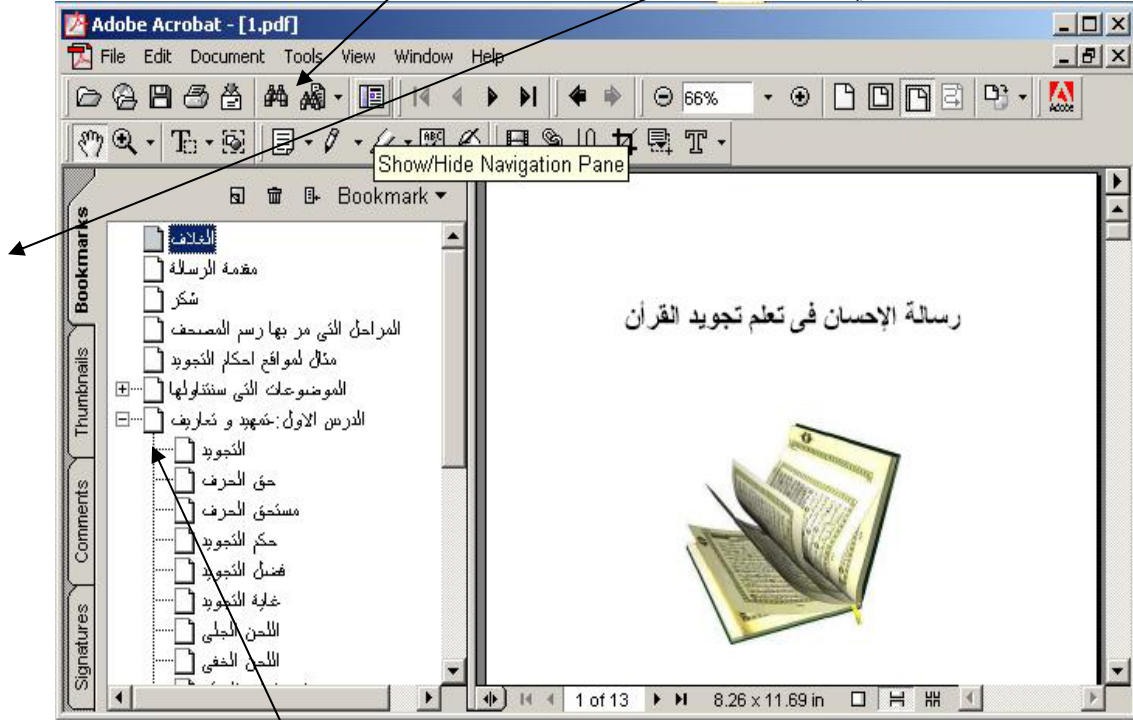 Adobe Acrobat - [1.pdf]
File Edit Document Tools View Window Help
66%
Adobe
Show/Hide Navigation Pane
Bookmark
Bookmarks
Thumbnails
Comments
Signatures
الغلاف
مقدمة الرسالة
شكر
المراحل التى مر بها رسم المصحف
مثال لمواقع احكام التجويد
الموضوعات التى سنتناولها
الدرس الاول:-تمهيد و تعاريف
التجويد
حق الحرف
مستحق الحرف
حكم التجويد
فضل التجويد
غاية التجويد
اللحن الجلى
اللحن الخفى
رسالة الإحسان فى تعلم تجويد القرأن
1 of 13
8.26 x 11.69 in